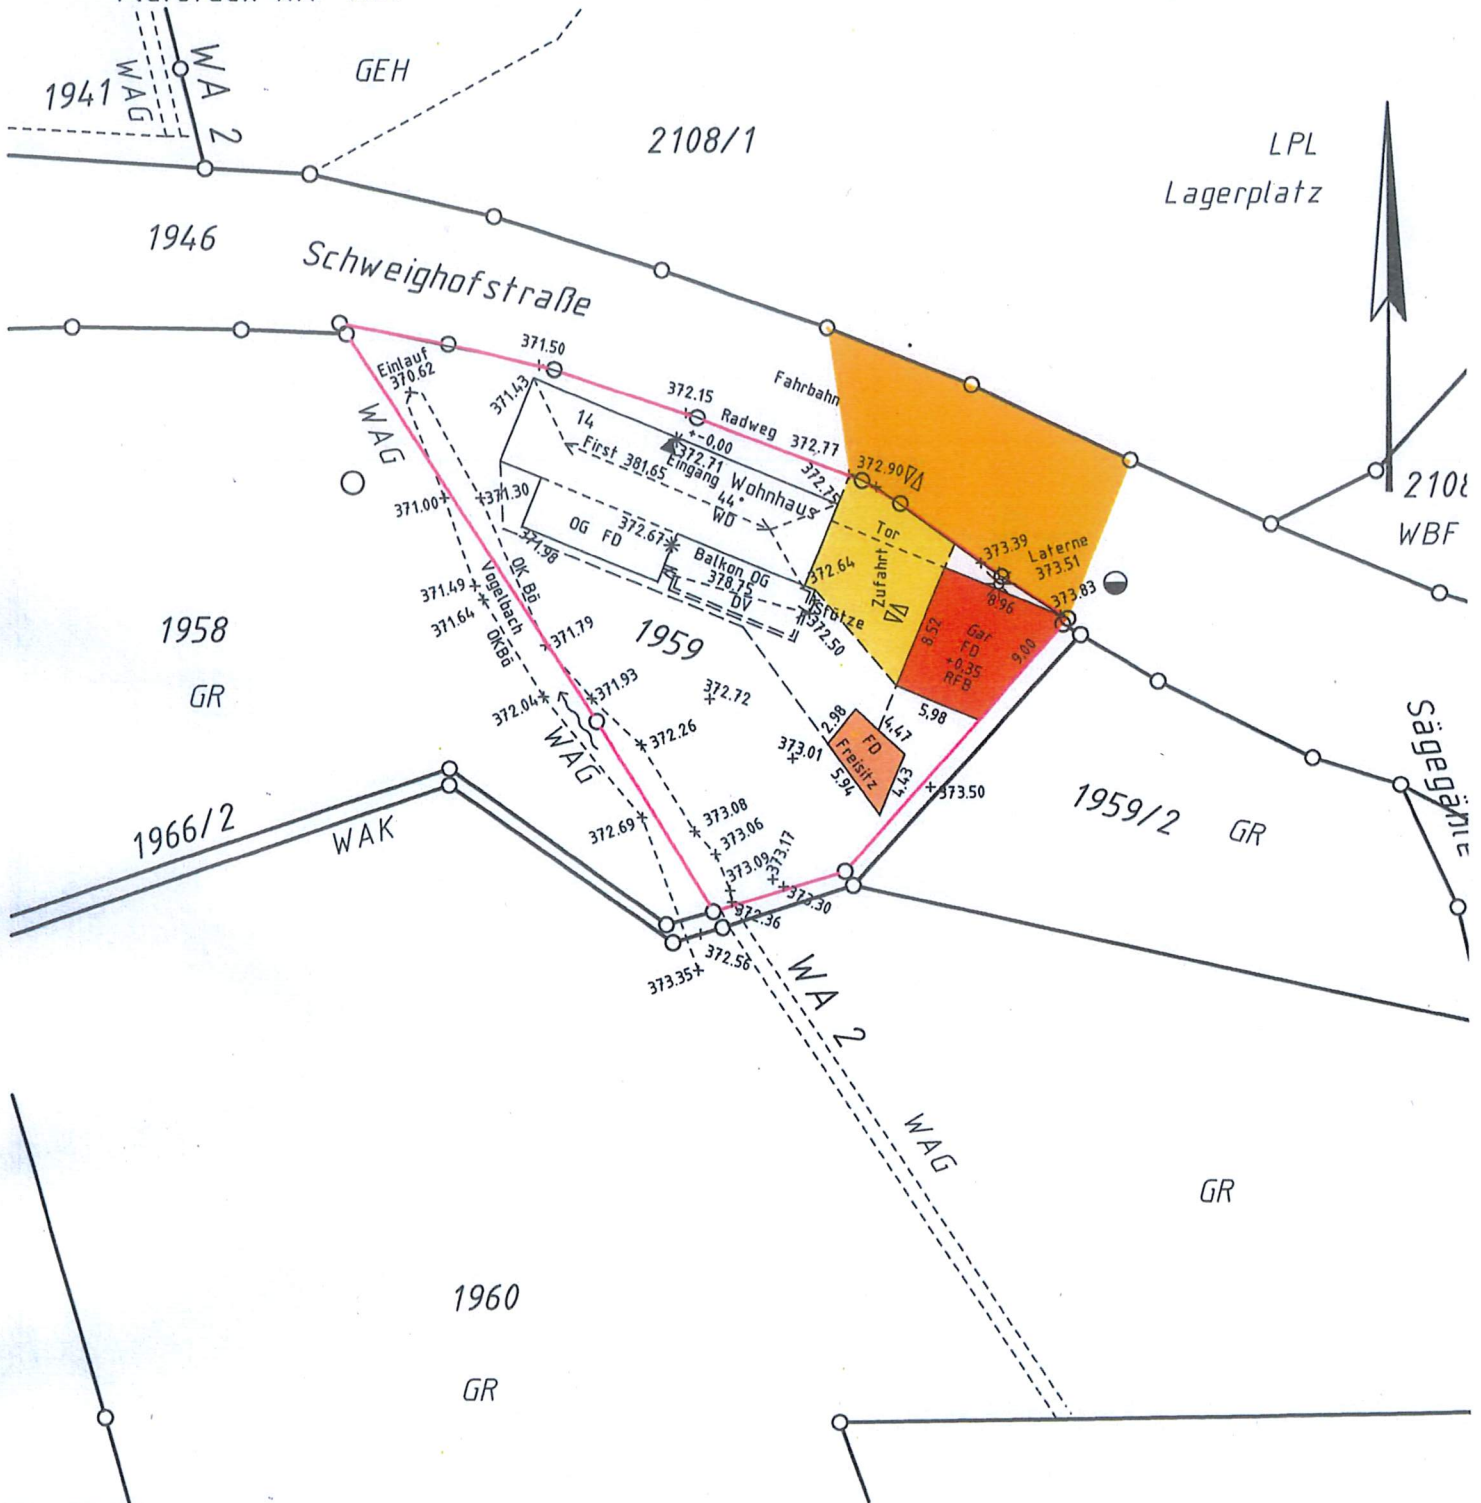 1941
WAG
WA 2
GEH
2108/1
LPL
Lagerplatz
1946
Schweighofstraße
371.50
Einlauf
370.62
371.43
372.15
Fahrbahn
Radweg
372.77
14
+-0,00
372.71
First 381,65
Eingang
44°
WD
Wohnhaus
372.75
372.90
WAG
371.00
371.30
OG FD
372.67
371.98
Balkon OG
378,75
DV
Tor
Zufahrt
372.64
Stütze
372.50
373.39
Laterne
373.51
8.96
373.83
8.52
Gar
FD
+0,35
RFB
9,00
5,98
2108
WBF
371.49
371.64
Vogelbach
OK Bö
OKBö
371.79
1959
1958
GR
371.93
372.04
372.72
372.26
373.01
2.98
4,47
FD
Freisitz
5.94
4.43
373.50
WAG
1959/2
GR
1966/2
WAK
372.69
373.08
373.06
373.09
373.17
373.30
372.36
372.56
373.35
WA 2
WAG
GR
1960
GR